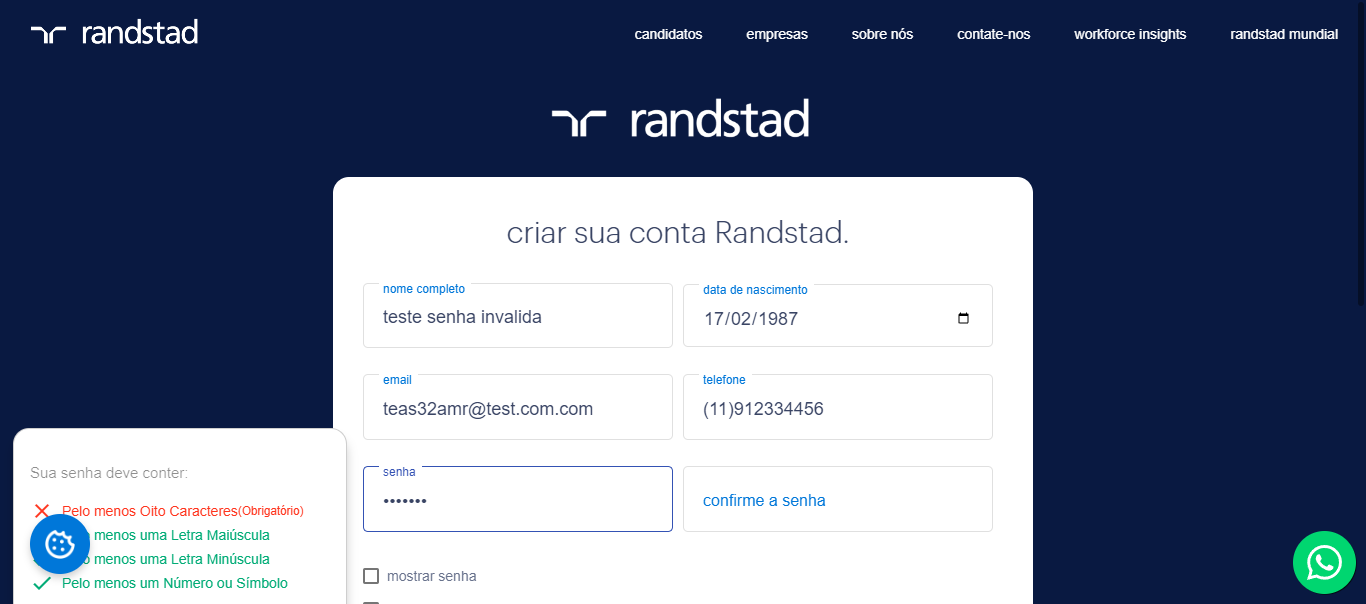 randstad
candidatos empresas sobre nós contate-nos workforce insights randstad mundial
randstad
criar sua conta Randstad.
nome completo
teste senha invalida
data de nascimento
17/02/1987
email
teas32amr@test.com.com
telefone
(11)912334456
senha
•••••••
confirme a senha
mostrar senha
Sua senha deve conter:
Pelo menos Oito Caracteres(Obrigatório)
menos uma Letra Maiúscula
menos uma Letra Minúscula
Pelo menos um Número ou Símbolo